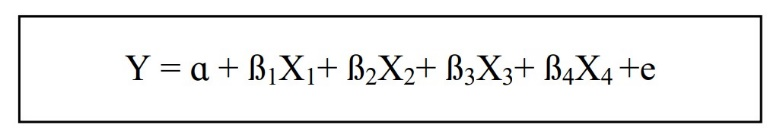 Y = ɑ + ß₁X₁+ ß₂X₂+ ß₃X₃+ ß₄X₄ +e